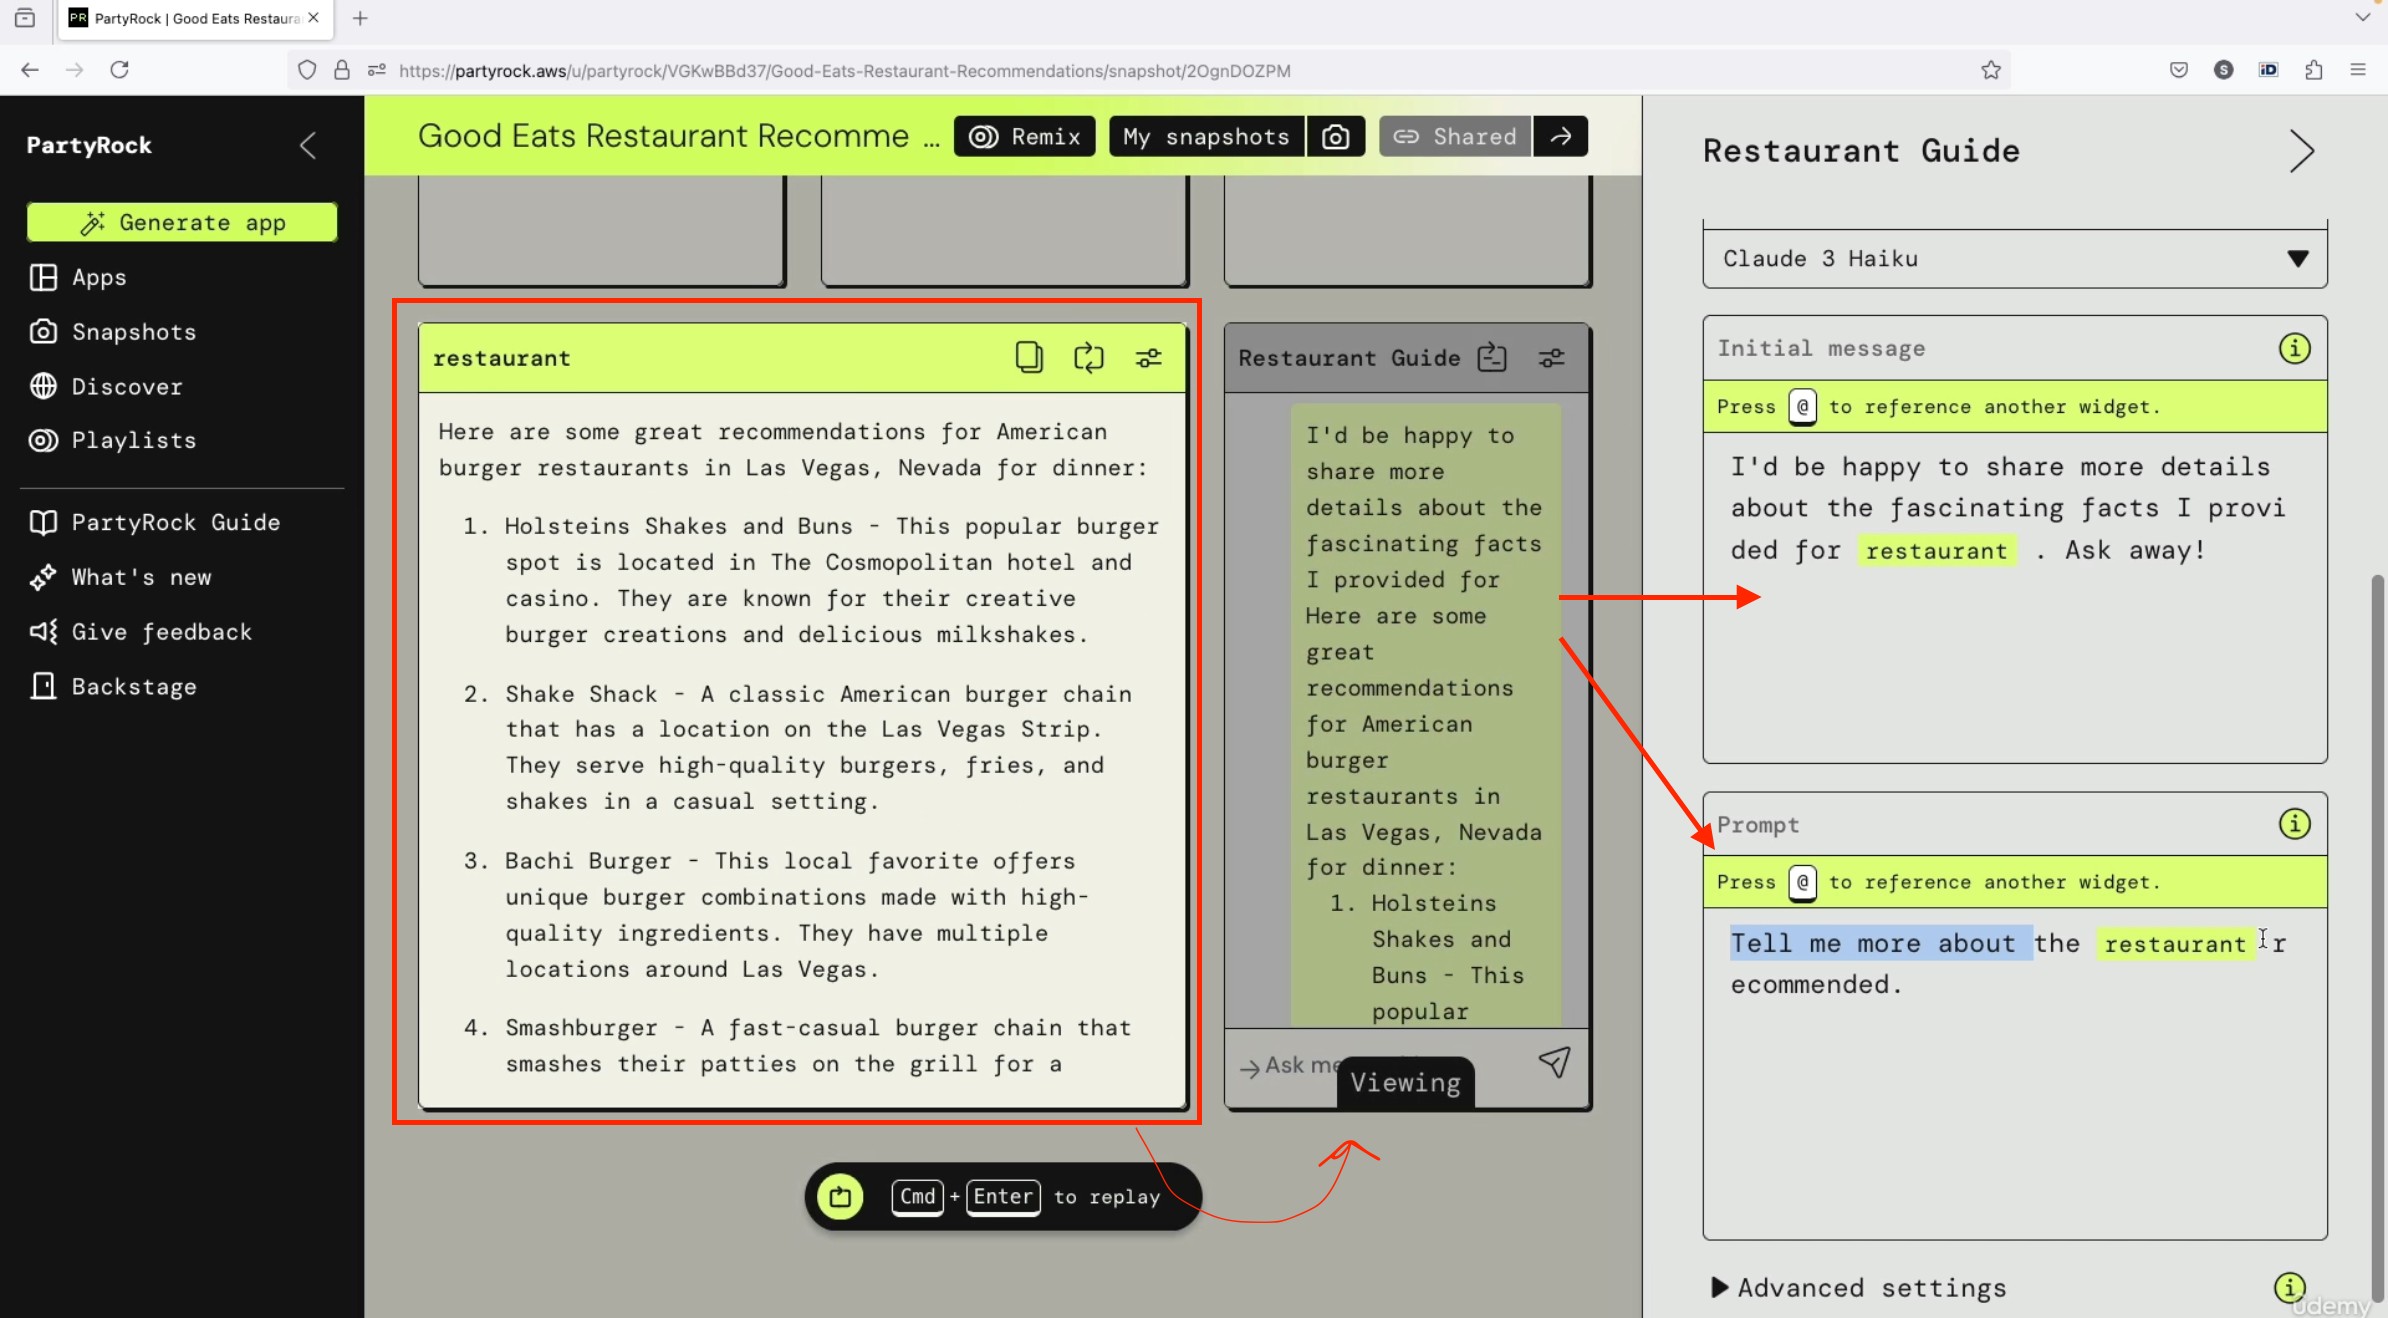 PR PartyRock | Good Eats Restaura
https://partyrock.aws/u/partyrock/VGKwBBd37/Good-Eats-Restaurant-Recommendations/snapshot/2OgnDOZPM
S
iD
PartyRock
Generate app
Apps
Snapshots
Discover
Playlists
PartyRock Guide
What's new
Give feedback
Backstage
Good Eats Restaurant Recomme ...
Remix
My snapshots
Shared
restaurant
Here are some great recommendations for American
burger restaurants in Las Vegas, Nevada for dinner:
1. Holsteins Shakes and Buns - This popular burger
spot is located in The Cosmopolitan hotel and
casino. They are known for their creative
burger creations and delicious milkshakes.
2. Shake Shack - A classic American burger chain
that has a location on the Las Vegas Strip.
They serve high-quality burgers, fries, and
shakes in a casual setting.
3. Bachi Burger - This local favorite offers
unique burger combinations made with high-
quality ingredients. They have multiple
locations around Las Vegas.
4. Smashburger - A fast-casual burger chain that
smashes their patties on the grill for a
Restaurant Guide
I'd be happy to
share more
details about the
fascinating facts
I provided for
Here are some
great
recommendations
for American
burger
restaurants in
Las Vegas, Nevada
for dinner:
1. Holsteins
Shakes and
Buns - This
popular
Ask me
Viewing
Cmd + Enter to replay
Restaurant Guide
Claude 3 Haiku
Initial message
Press @ to reference another widget.
I'd be happy to share more details
about the fascinating facts I provi
ded for restaurant . Ask away!
Prompt
Press @ to reference another widget.
Tell me more about the restaurant r
ecommended.
Advanced settings
ûdemy